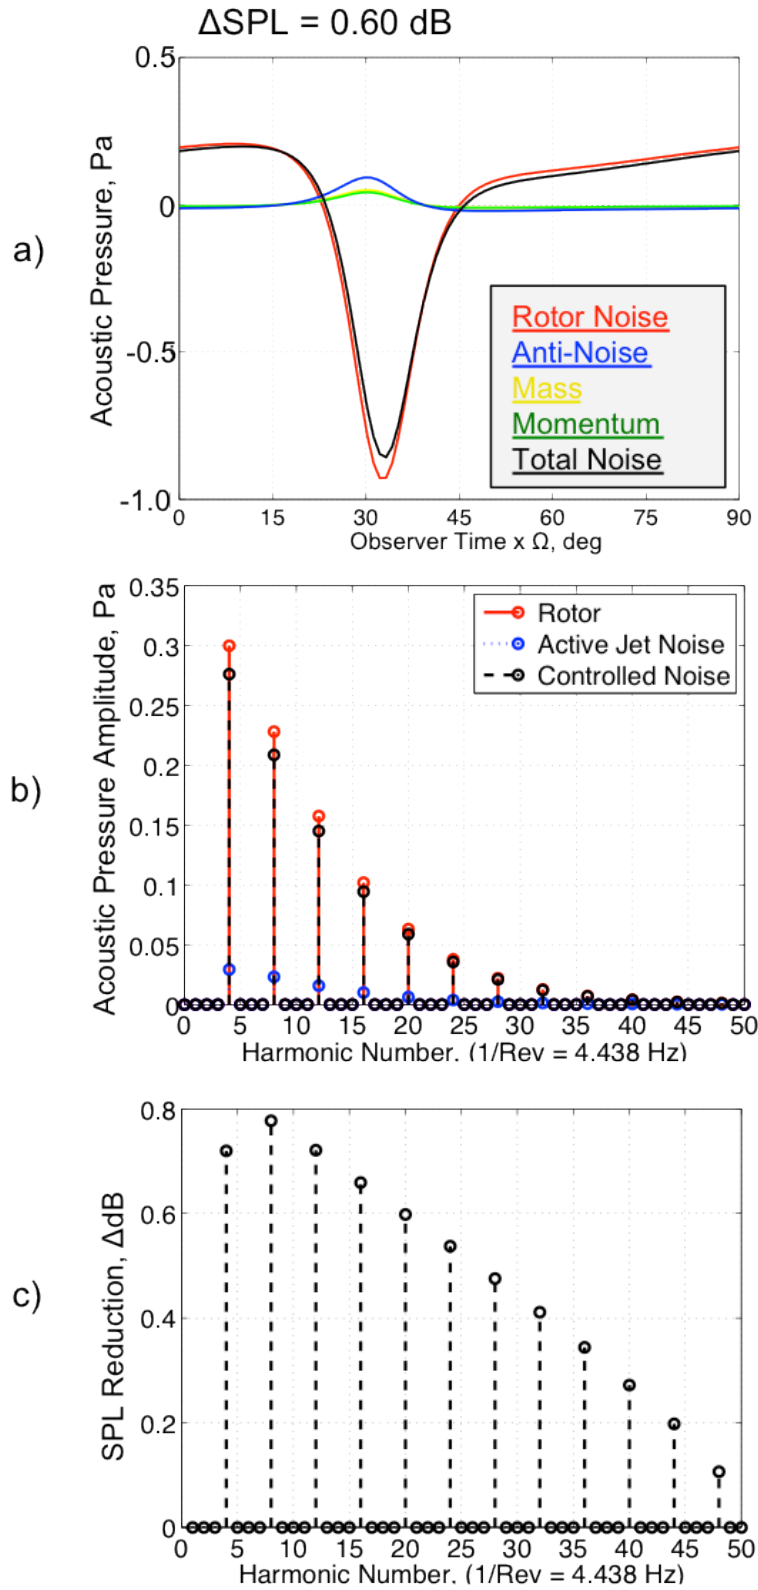 ΔSPL = 0.60 dB
a)
Acoustic Pressure, Pa
0.5
0
-0.5
-1.0
Rotor Noise
Anti-Noise
Mass
Momentum
Total Noise
0 15 30 45 60 75 90
Observer Time x Ω, deg
b)
Acoustic Pressure Amplitude, Pa
0.35
0.3
0.25
0.2
0.15
0.1
0.05
0
Rotor
Active Jet Noise
Controlled Noise
0 5 10 15 20 25 30 35 40 45 50
Harmonic Number. (1/Rev = 4.438 Hz)
c)
SPL Reduction, ΔdB
0.8
0.6
0.4
0.2
0
0 5 10 15 20 25 30 35 40 45 50
Harmonic Number. (1/Rev = 4.438 Hz)